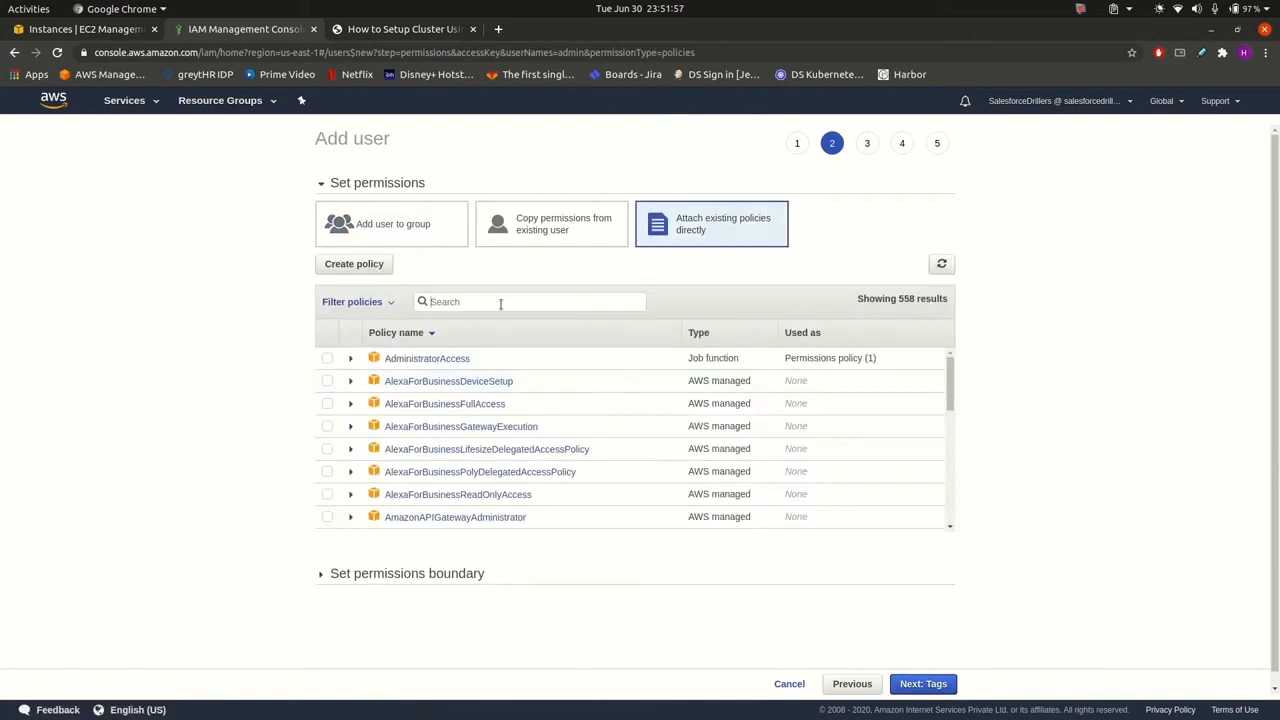 Activities
Google Chrome
Tue Jun 30 23:51:57
97 %
Instances | EC2 Managem
IAM Management Consol
How to Setup Cluster Usin
console.aws.amazon.com/iam/home?region=us-east-1#/users$new?step=permissions&accessKey&userNames=admin&permissionType=policies
Apps
AWS Manage...
greytHR IDP
Prime Video
Netflix
Disney+ Hotst...
The first singl...
Boards - Jira
DS Sign in [Je...
DS Kubernete...
Harbor
aws
Services
Resource Groups
SalesforceDrillers @ salesforcedrill...
Global
Support
Add user
1
2
3
4
5
Set permissions
Add user to group
Copy permissions from
existing user
Attach existing policies
directly
Create policy
Filter policies
Search
Showing 558 results
Policy name
Type
Used as
AdministratorAccess
Job function
Permissions policy (1)
AlexaForBusinessDeviceSetup
AWS managed
None
AlexaForBusinessFullAccess
AWS managed
None
AlexaForBusinessGatewayExecution
AWS managed
None
AlexaForBusinessLifesizeDelegatedAccessPolicy
AWS managed
None
AlexaForBusinessPolyDelegatedAccessPolicy
AWS managed
None
AlexaForBusinessReadOnlyAccess
AWS managed
None
AmazonAPIGatewayAdministrator
AWS managed
None
Set permissions boundary
Cancel
Previous
Next: Tags
Feedback
English (US)
© 2008 - 2020, Amazon Internet Services Private Ltd. or its affiliates. All rights reserved.
Privacy Policy
Terms of Use